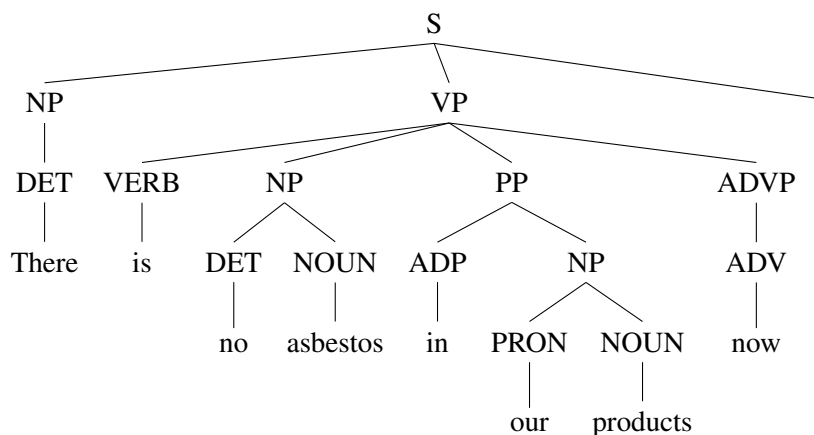 S
NP VP
DET VERB NP PP ADVP
There is DET NOUN ADP NP ADV
no asbestos in PRON NOUN now
our products